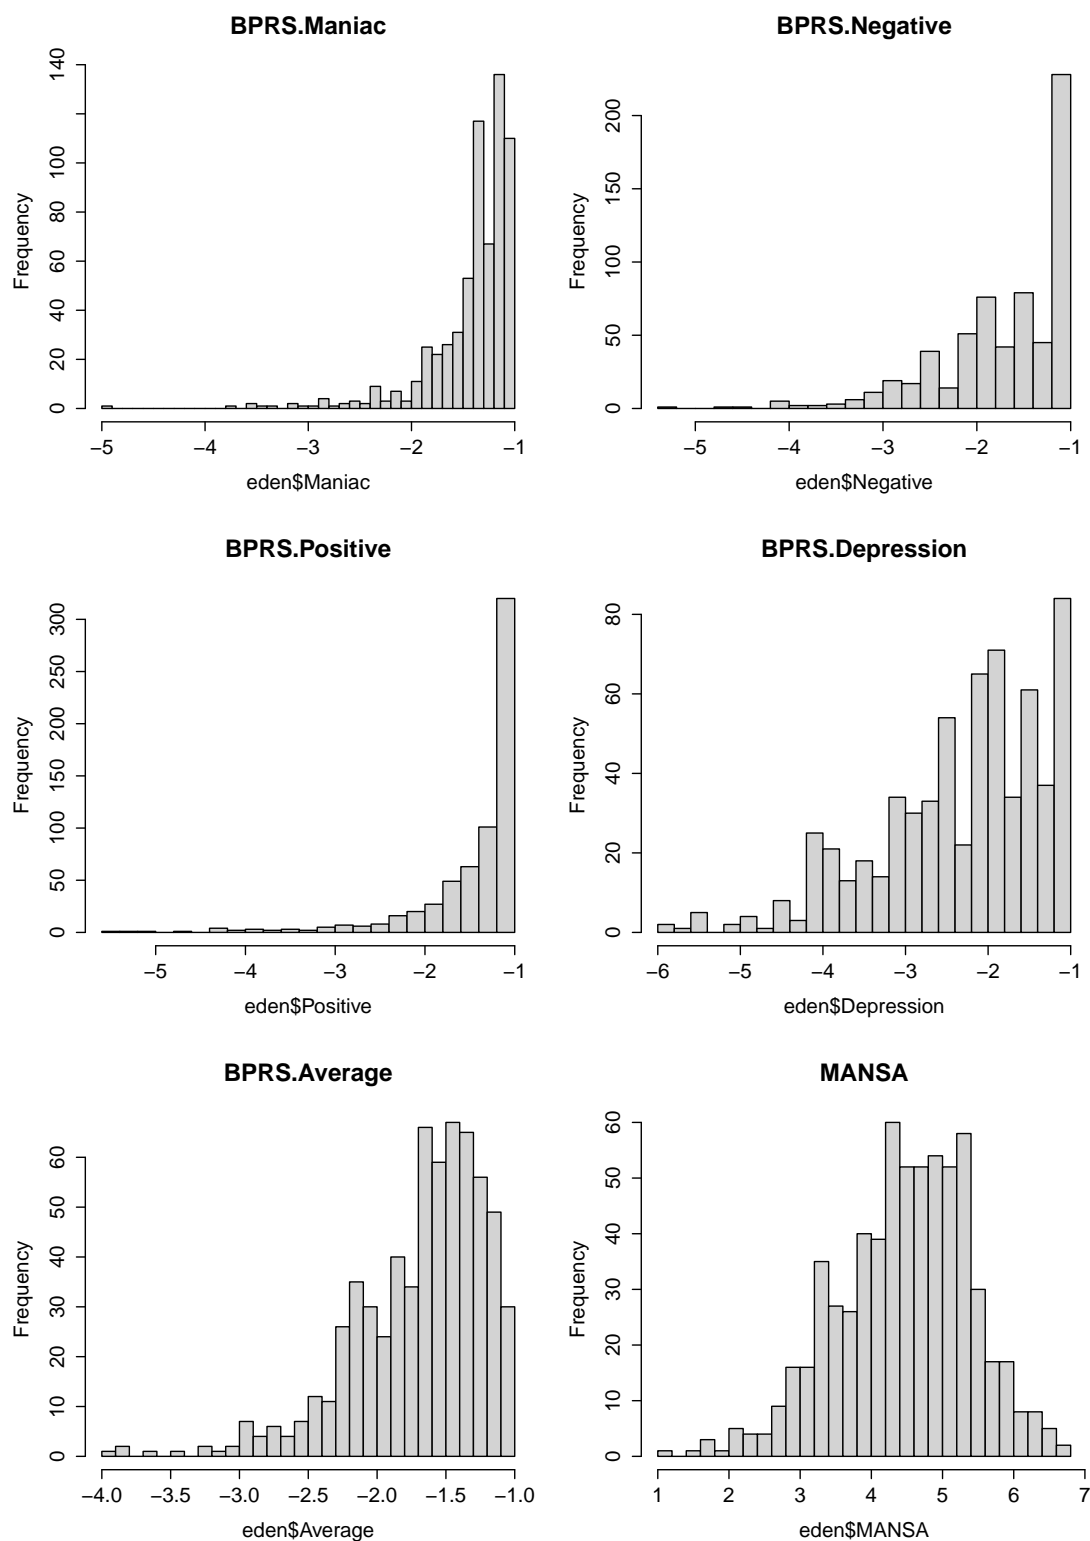 BPRS.Maniac
Frequency
0 20 40 60 80 100 140
−5 −4 −3 −2 −1
eden$Maniac
BPRS.Negative
Frequency
0 50 100 150 200
−5 −4 −3 −2 −1
eden$Negative
BPRS.Positive
Frequency
0 50 100 150 200 250 300
−5 −4 −3 −2 −1
eden$Positive
BPRS.Depression
Frequency
0 20 40 60 80
−6 −5 −4 −3 −2 −1
eden$Depression
BPRS.Average
Frequency
0 10 20 30 40 50 60
−4.0 −3.5 −3.0 −2.5 −2.0 −1.5 −1.0
eden$Average
MANSA
Frequency
0 10 20 30 40 50 60
1 2 3 4 5 6 7
eden$MANSA